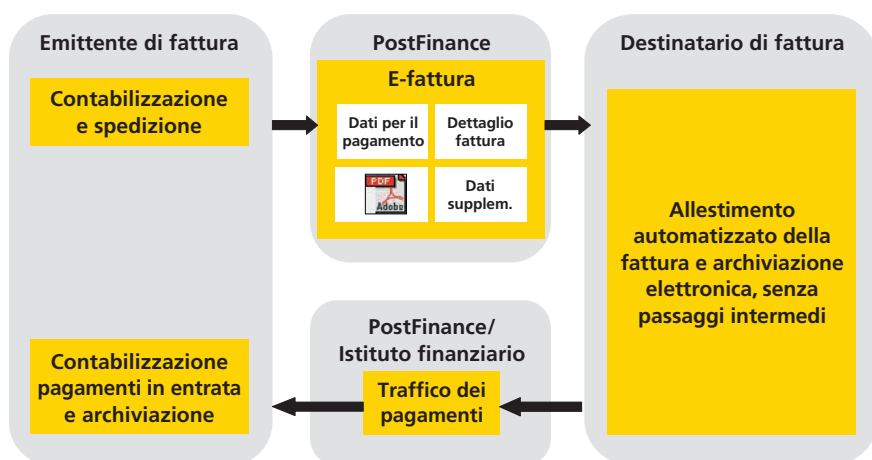 Emittente di fattura
Contabilizzazione
e spedizione
Contabilizzazione
pagamenti in entrata
e archiviazione
PostFinance
E-fattura
Dati per il
pagamento
Dettaglio
fattura
PDF
Adobe
Dati
supplem.
PostFinance/
Istituto finanziario
Traffico dei
pagamenti
Destinatario di fattura
Allestimento
automatizzato della
fattura e archiviazione
elettronica, senza
passaggi intermedi